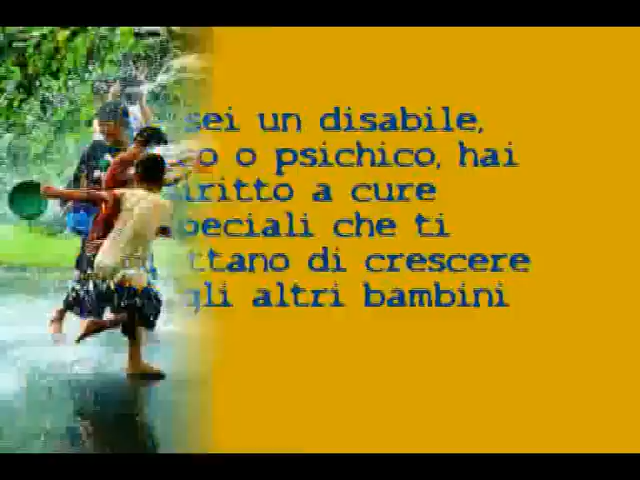 sei un disabile,
o psichico, hai
a cure
che ti
di crescere
altri bambini